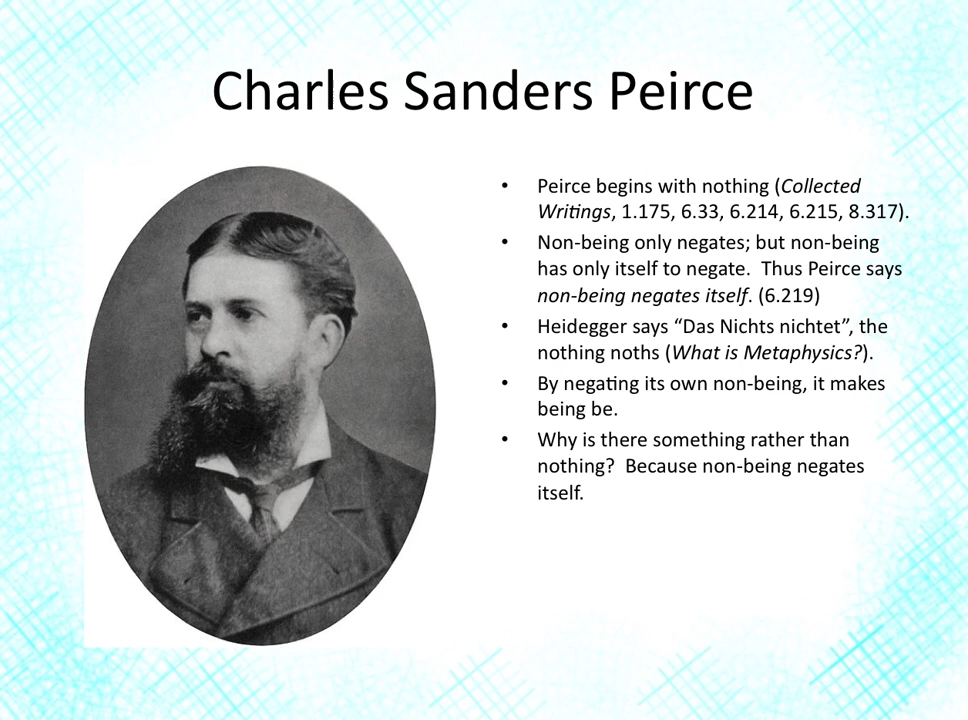 Charles Sanders Peirce
• Peirce begins with nothing (Collected
Writings, 1.175, 6.33, 6.214, 6.215, 8.317).
• Non-being only negates; but non-being
has only itself to negate.  Thus Peirce says
non-being negates itself. (6.219)
• Heidegger says “Das Nichts nichtet”, the
nothing noths (What is Metaphysics?).
• By negating its own non-being, it makes
being be.
• Why is there something rather than
nothing?  Because non-being negates
itself.